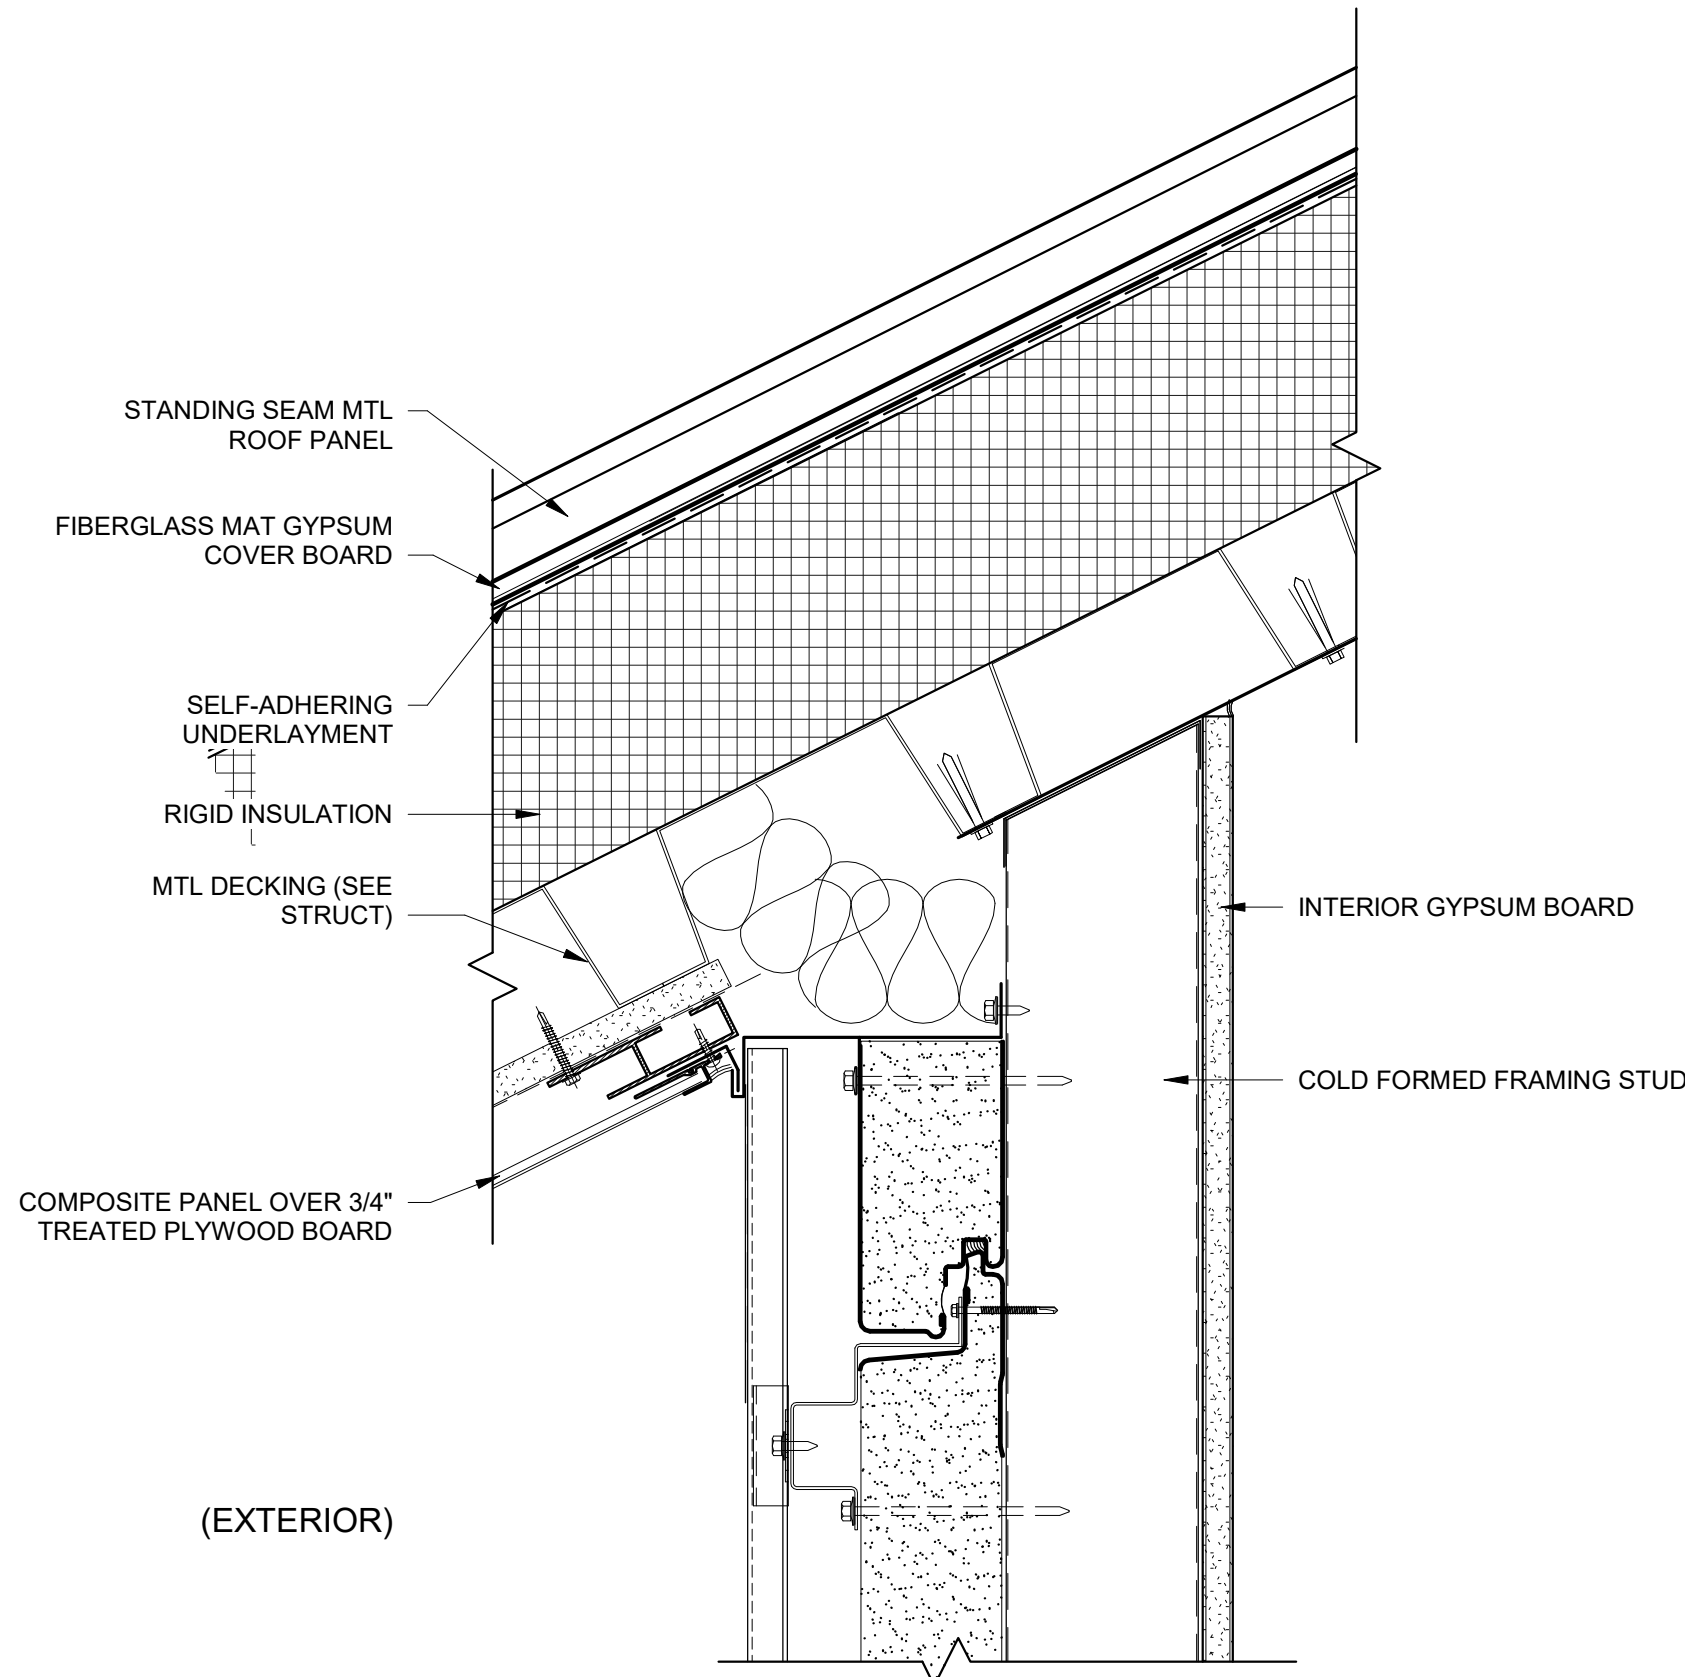 STANDING SEAM MTL
ROOF PANEL
FIBERGLASS MAT GYPSUM
COVER BOARD
SELF-ADHERING
UNDERLAYMENT
RIGID INSULATION
MTL DECKING (SEE
STRUCT)
INTERIOR GYPSUM BOARD
COLD FORMED FRAMING STUD
COMPOSITE PANEL OVER 3/4"
TREATED PLYWOOD BOARD
(EXTERIOR)